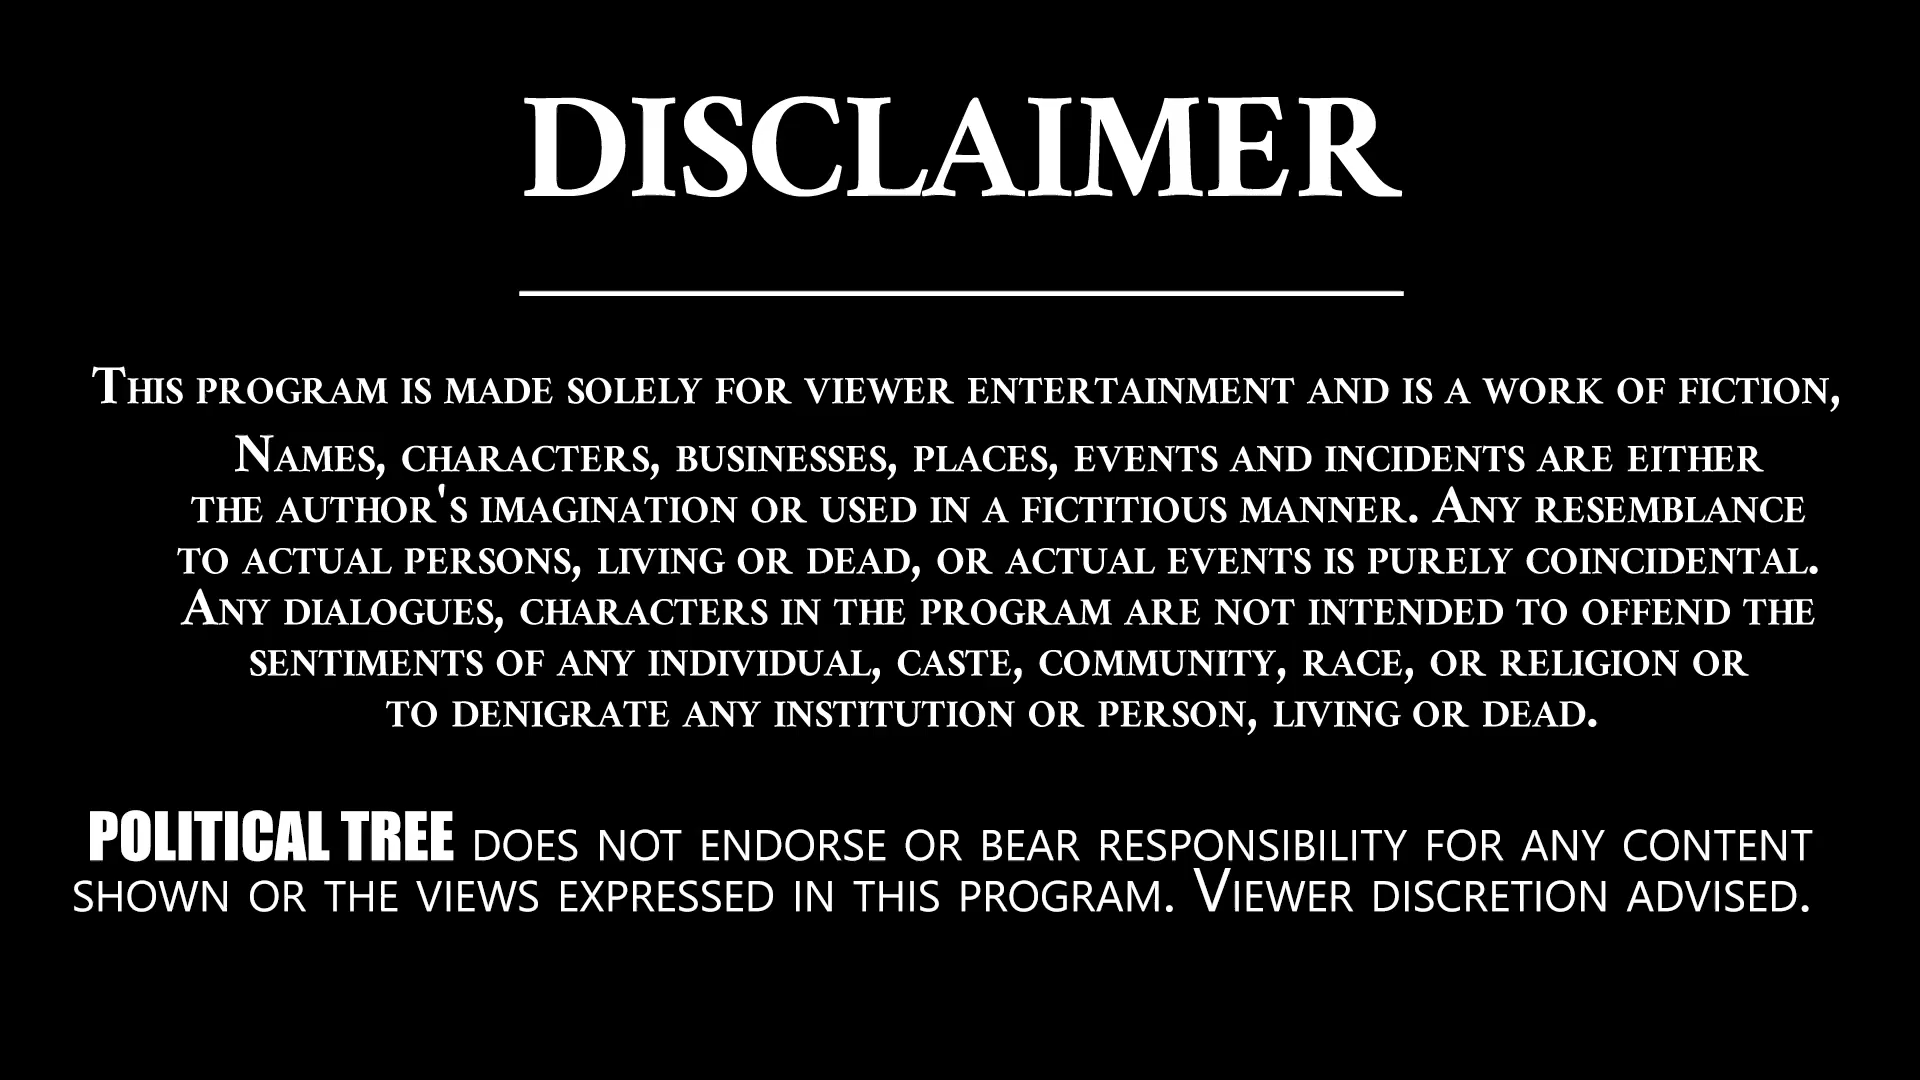 DISCLAIMER
This program is made solely for viewer entertainment and is a work of fiction,
Names, characters, businesses, places, events and incidents are either
the author's imagination or used in a fictitious manner. Any resemblance
to actual persons, living or dead, or actual events is purely coincidental.
Any dialogues, characters in the program are not intended to offend the
sentiments of any individual, caste, community, race, or religion or
to denigrate any institution or person, living or dead.
POLITICAL TREE does not endorse or bear responsibility for any content
shown or the views expressed in this program. Viewer discretion advised.